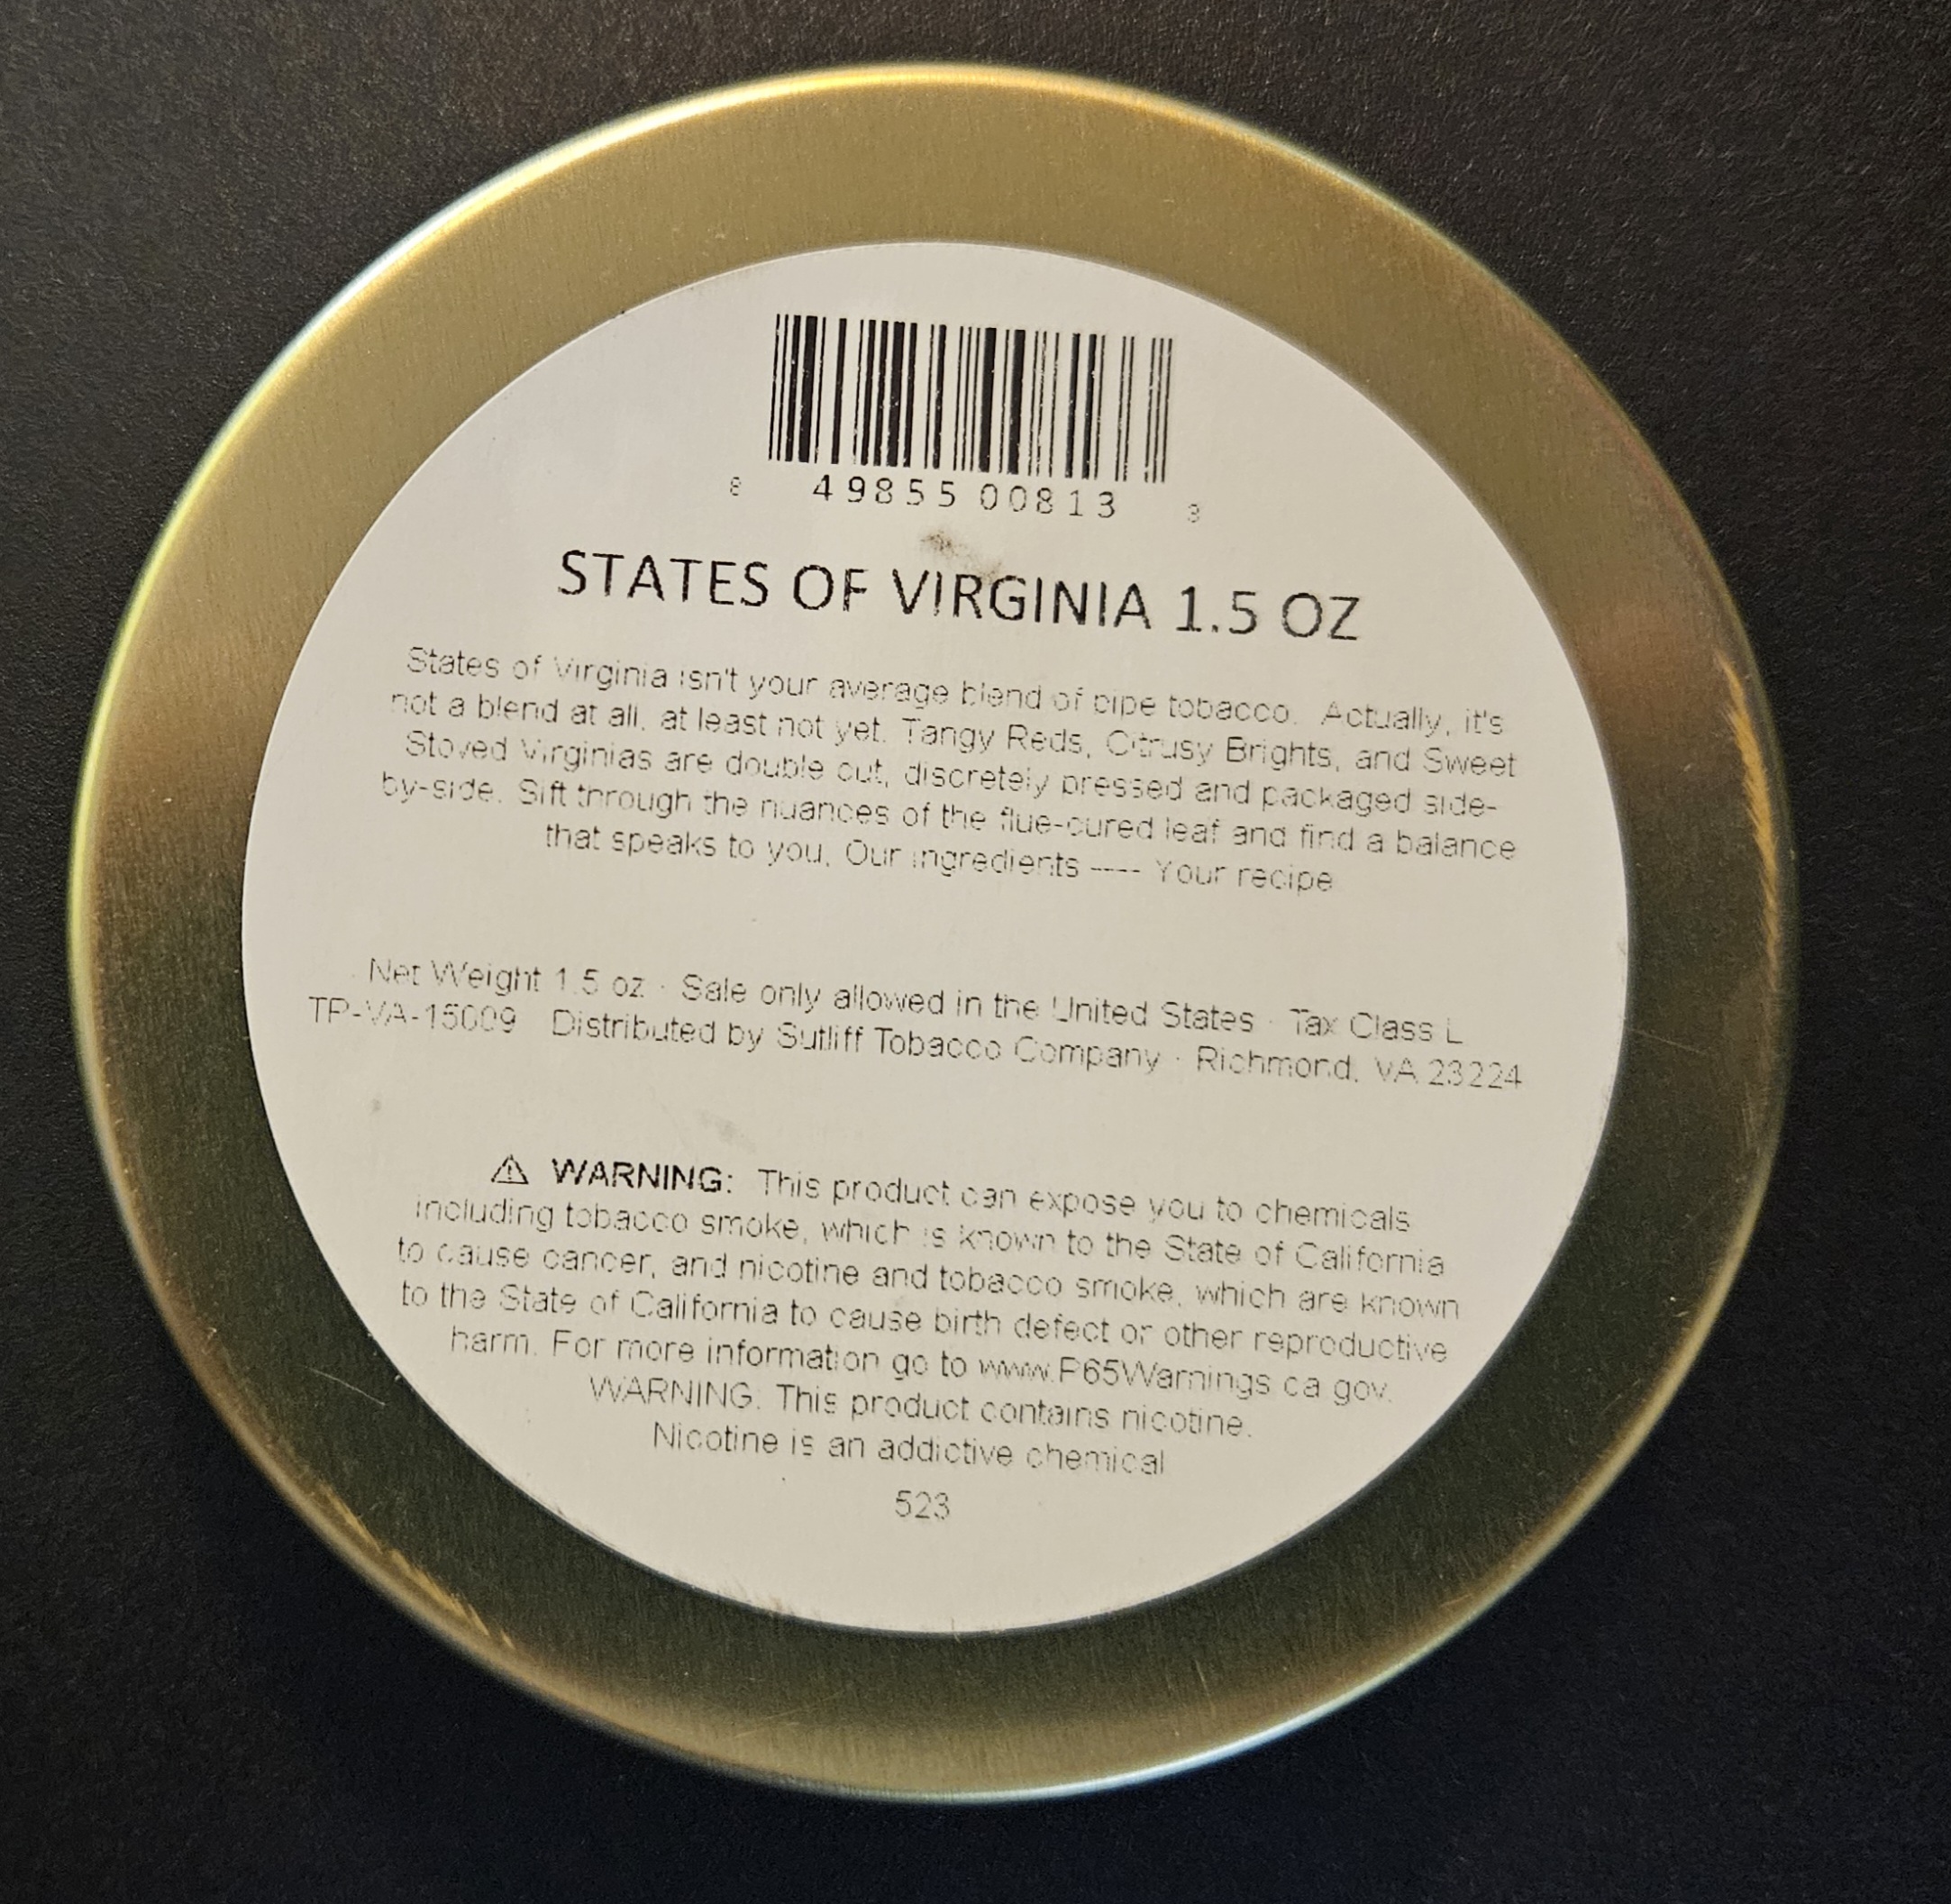 8 49855 00813 3
STATES OF VIRGINIA 1.5 OZ
States of Virginia isn't your average blend of pipe tobacco. Actually, it's
not a blend at all, at least not yet. Tangy Reds, Citrusy Brights, and Sweet
Stoved Virginias are double cut, discretely pressed and packaged side-
by-side. Sift through the nuances of the flue-cured leaf and find a balance
that speaks to you. Our ingredients ---- Your recipe
Net Weight 1.5 oz · Sale only allowed in the United States · Tax Class L
TP-VA-15009 Distributed by Sutliff Tobacco Company · Richmond, VA 23224
⚠ WARNING: This product can expose you to chemicals
including tobacco smoke, which is known to the State of California
to cause cancer, and nicotine and tobacco smoke, which are known
to the State of California to cause birth defect or other reproductive
harm. For more information go to www.P65Warnings.ca.gov.
WARNING: This product contains nicotine.
Nicotine is an addictive chemical
523